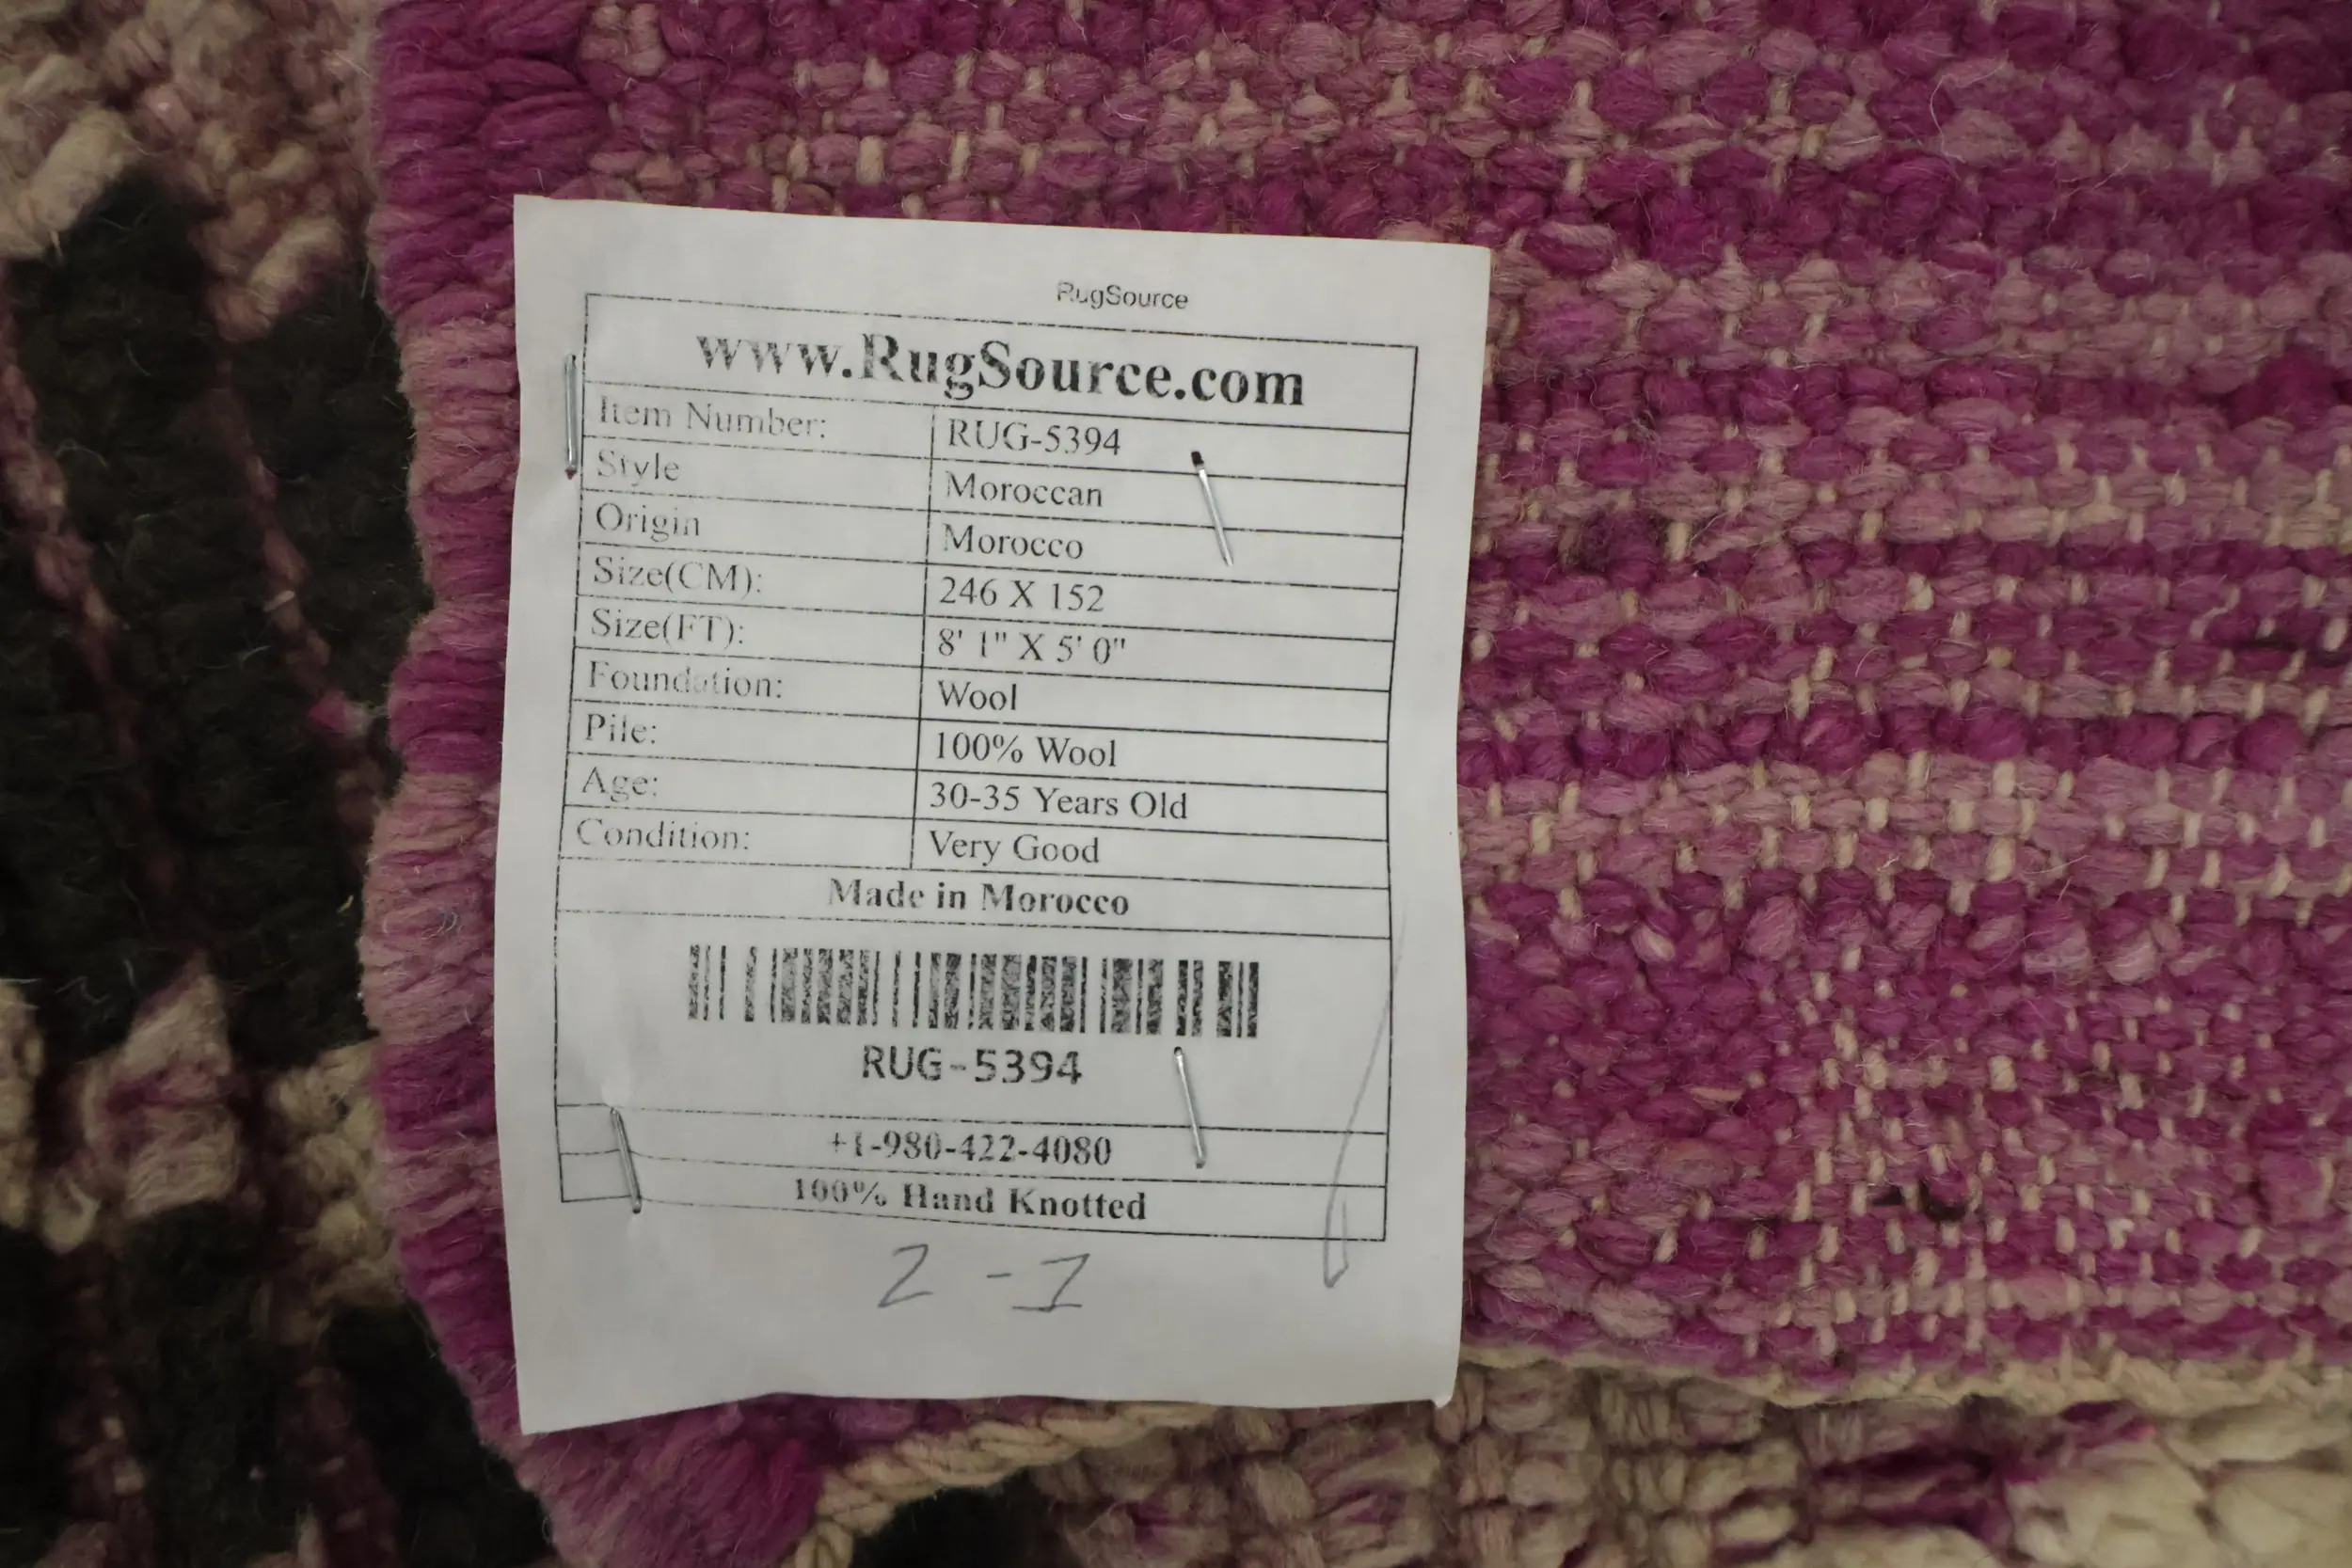 RugSource
www.RugSource.com
Item Number: RUG-5394
Style Moroccan
Origin Morocco
Size(CM): 246 X 152
Size(FT): 8' 1" X 5' 0"
Foundation: Wool
Pile: 100% Wool
Age: 30-35 Years Old
Condition: Very Good
Made in Morocco
RUG-5394
+1-980-422-4080
100% Hand Knotted
2-1